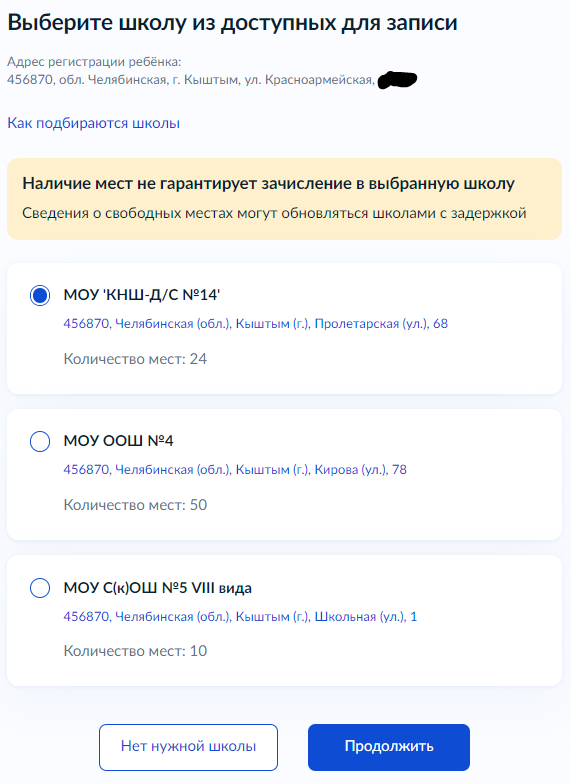 Выберите школу из доступных для записи
Адрес регистрации ребёнка:
456870, обл. Челябинская, г. Кыштым, ул. Красноармейская,
Как подбираются школы
Наличие мест не гарантирует зачисление в выбранную школу
Сведения о свободных местах могут обновляться школами с задержкой
МОУ 'КНШ-Д/С №14'
456870, Челябинская (обл.), Кыштым (г.), Пролетарская (ул.), 68
Количество мест: 24
МОУ ООШ №4
456870, Челябинская (обл.), Кыштым (г.), Кирова (ул.), 78
Количество мест: 50
МОУ С(к)ОШ №5 VIII вида
456870, Челябинская (обл.), Кыштым (г.), Школьная (ул.), 1
Количество мест: 10
Нет нужной школы
Продолжить